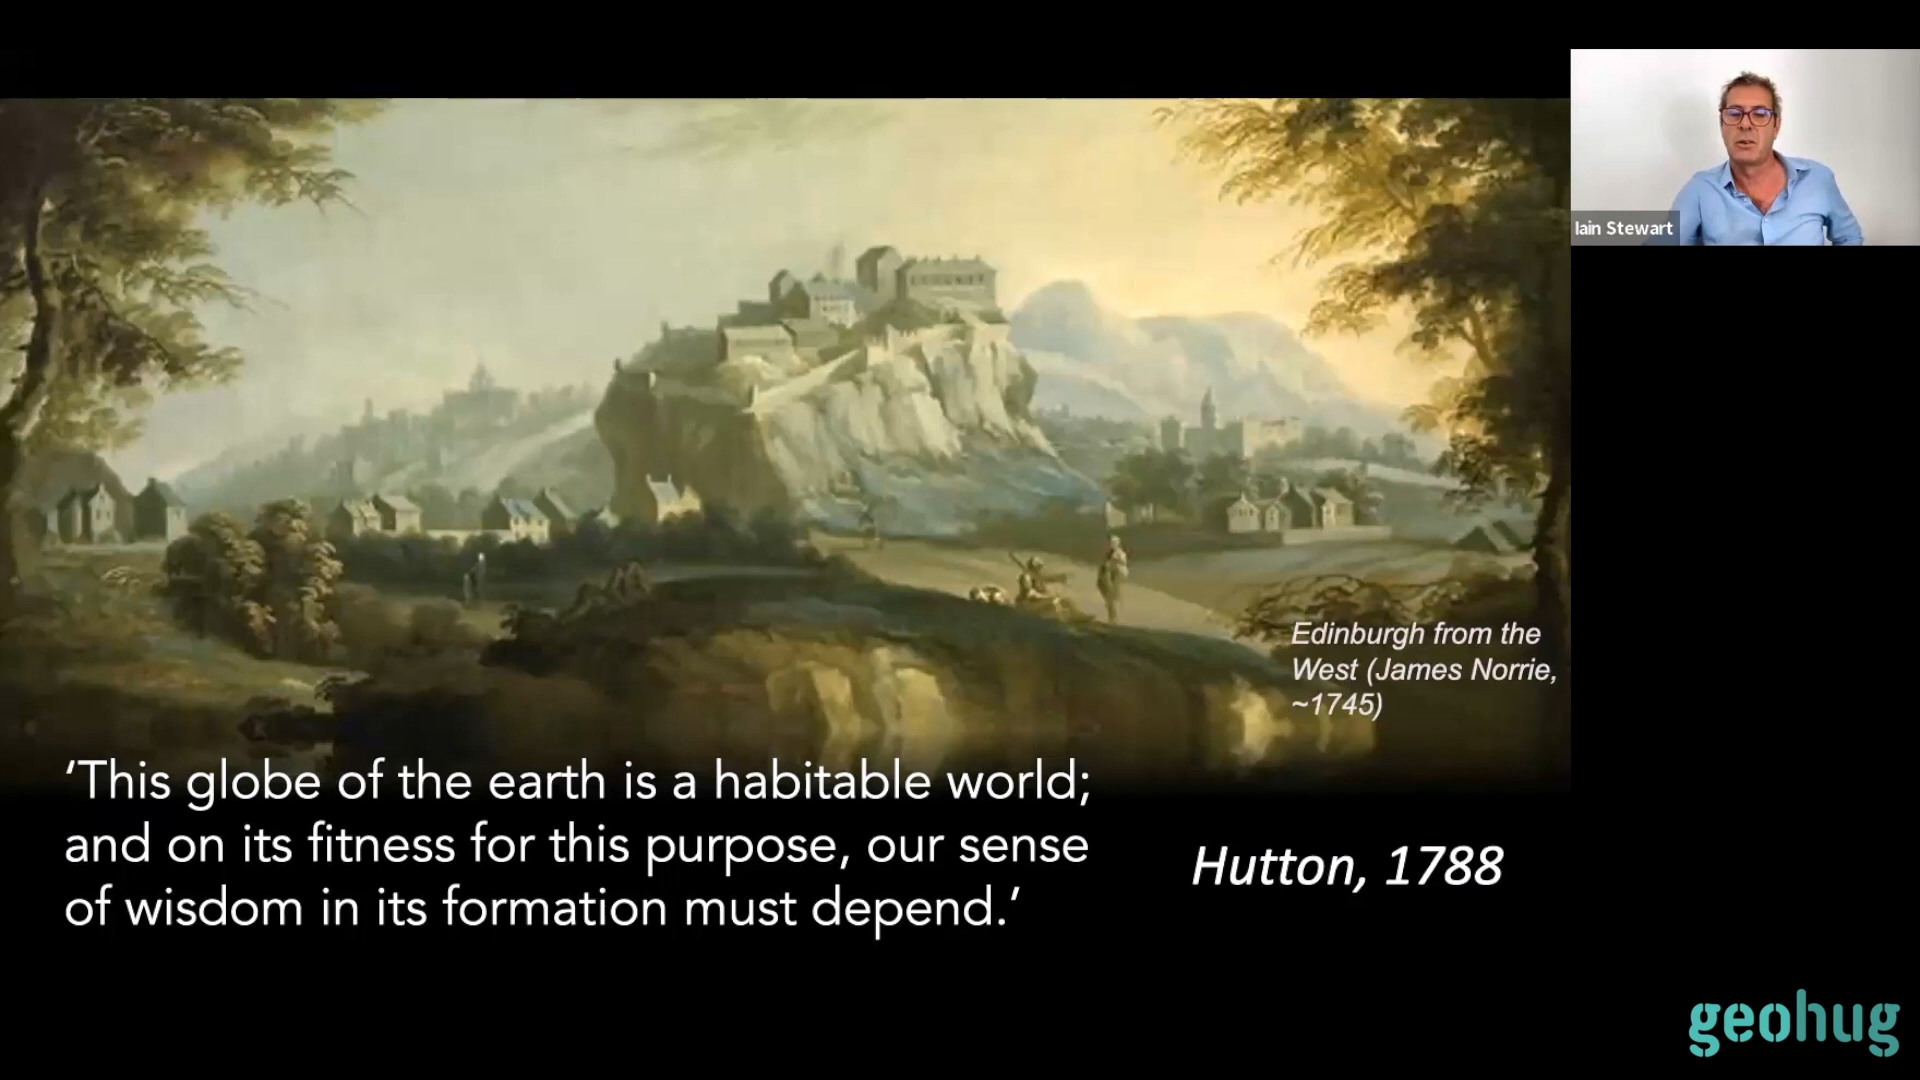 Iain Stewart
Edinburgh from the
West (James Norrie,
~1745)
‘This globe of the earth is a habitable world;
and on its fitness for this purpose, our sense
of wisdom in its formation must depend.’
Hutton, 1788
geohug